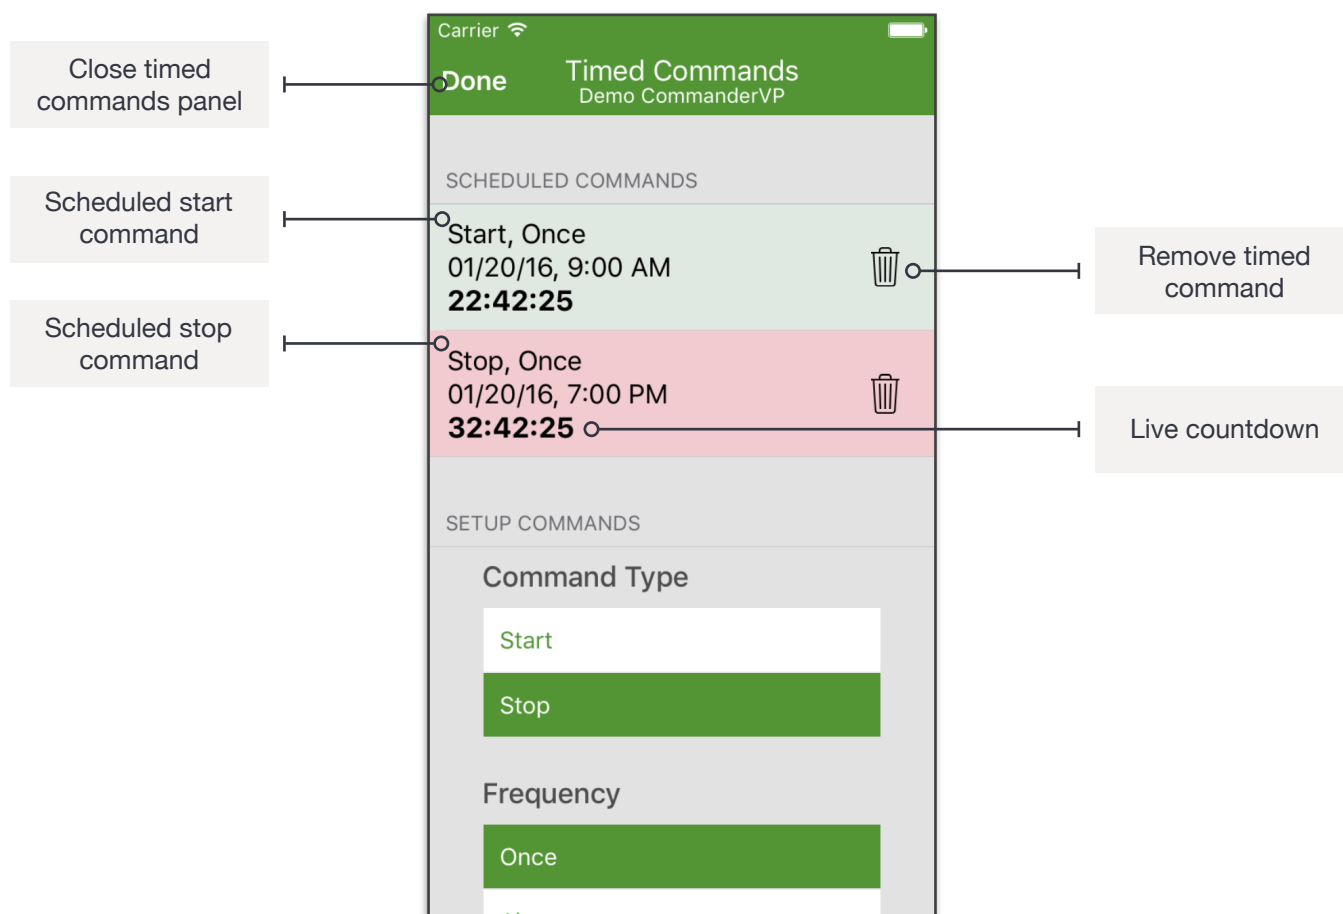 Carrier
Close timed
commands panel
Done
Timed Commands
Demo CommanderVP
SCHEDULED COMMANDS
Scheduled start
command
Start, Once
01/20/16, 9:00 AM
22:42:25
Remove timed
command
Scheduled stop
command
Stop, Once
01/20/16, 7:00 PM
32:42:25
Live countdown
SETUP COMMANDS
Command Type
Start
Stop
Frequency
Once